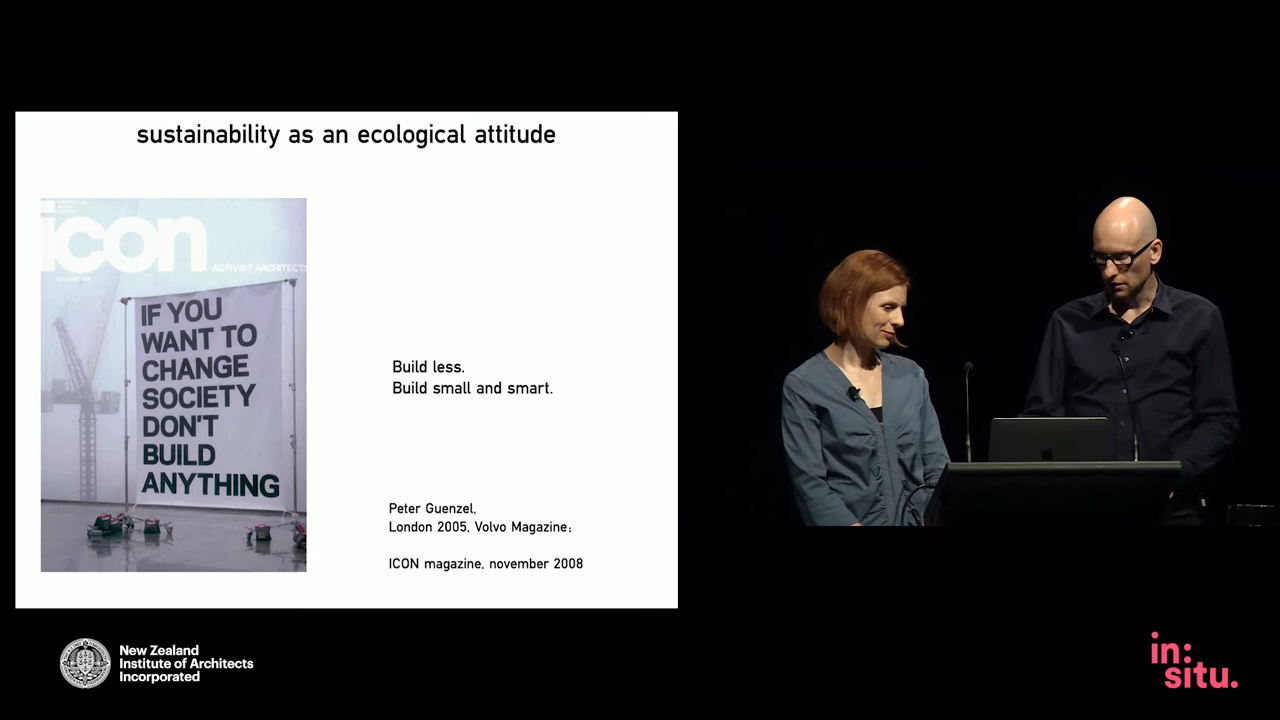 sustainability as an ecological attitude
icon
ACTIVIST ARCHITECTS
IF YOU
WANT TO
CHANGE
SOCIETY
DON'T
BUILD
ANYTHING
Build less.
Build small and smart.
Peter Guenzel,
London 2005, Volvo Magazine;
ICON magazine, november 2008
New Zealand
Institute of Architects
Incorporated
in:
situ.